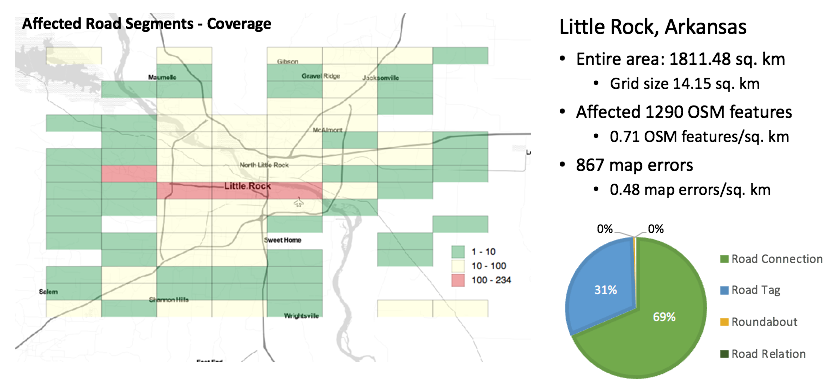 Affected Road Segments - Coverage
Gibson
Maumelle
Gravel Ridge
Jacksonville
McAlmont
North Little Rock
Little Rock
Sweet Home
Salem
Shannon Hills
Wrightsville
1 - 10
10 - 100
100 - 234
Little Rock, Arkansas
• Entire area: 1811.48 sq. km
• Grid size 14.15 sq. km
• Affected 1290 OSM features
• 0.71 OSM features/sq. km
• 867 map errors
• 0.48 map errors/sq. km
0%
0%
31%
69%
Road Connection
Road Tag
Roundabout
Road Relation